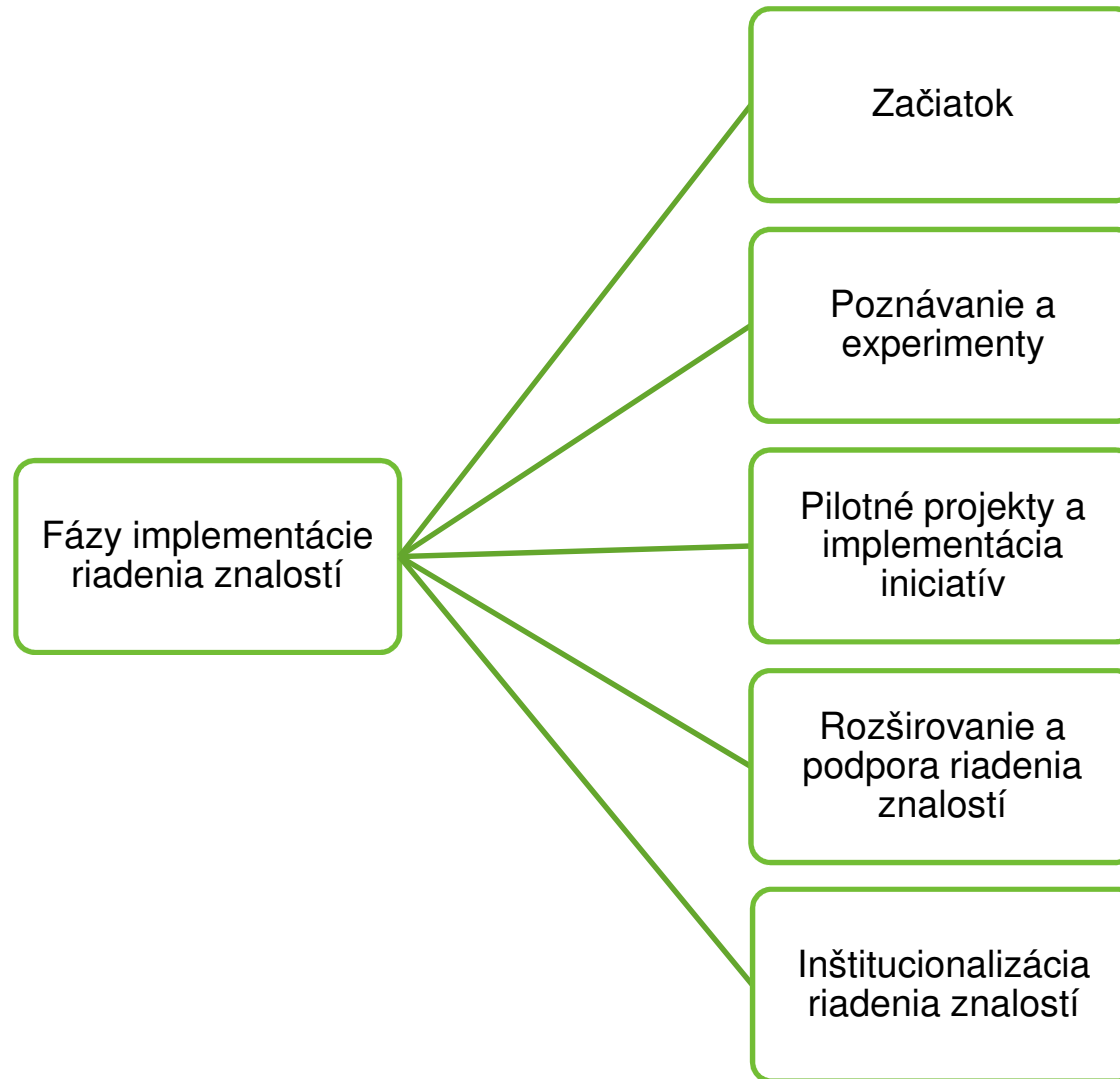 Začiatok
Poznávanie a
experimenty
Fázy implementácie
riadenia znalostí
Pilotné projekty a
implementácia
iniciatív
Rozširovanie a
podpora riadenia
znalostí
Inštitucionalizácia
riadenia znalostí